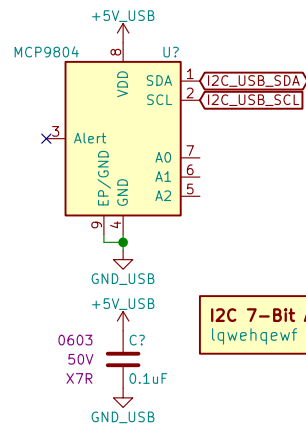 +5V_USB
MCP9804
U?
8
VDD
SDA
1
I2C_USB_SDA
SCL
2
I2C_USB_SCL
3
Alert
A0
7
A1
6
A2
5
EP/GND
GND
9
4
GND_USB
+5V_USB
0603
C?
50V
X7R
0.1uF
GND_USB
I2C 7-Bit
lqwehqewf